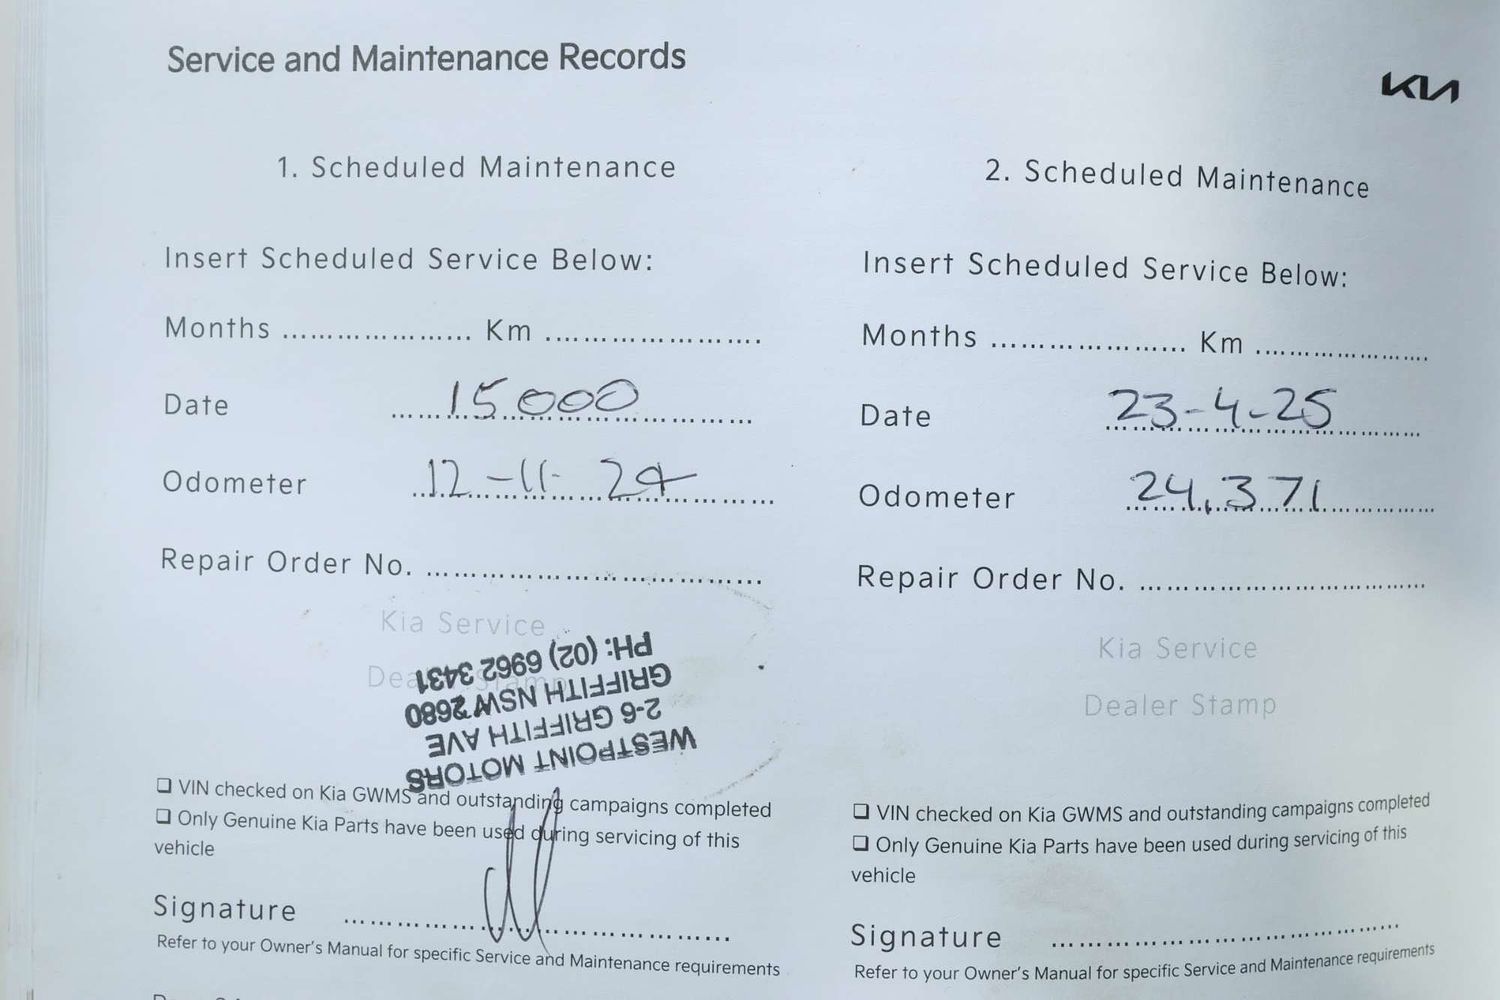 Service and Maintenance Records
KIA
1. Scheduled Maintenance
Insert Scheduled Service Below:
Months ..................... Km ........................
Date 15000
Odometer 12-11-24
Repair Order No. ......................................
Kia Service
Dealer Stamp
WESTPOINT MOTORS
2-6 GRIFFITH AVE
GRIFFITH NSW 2680
PH: (02) 6962 3431
☐ VIN checked on Kia GWMS and outstanding campaigns completed
☐ Only Genuine Kia Parts have been used during servicing of this
vehicle
Signature ............................................
Refer to your Owner's Manual for specific Service and Maintenance requirements
2. Scheduled Maintenance
Insert Scheduled Service Below:
Months ..................... Km ........................
Date 23-4-25
Odometer 24,371
Repair Order No. ......................................
Kia Service
Dealer Stamp
☐ VIN checked on Kia GWMS and outstanding campaigns completed
☐ Only Genuine Kia Parts have been used during servicing of this
vehicle
Signature ............................................
Refer to your Owner's Manual for specific Service and Maintenance requirements